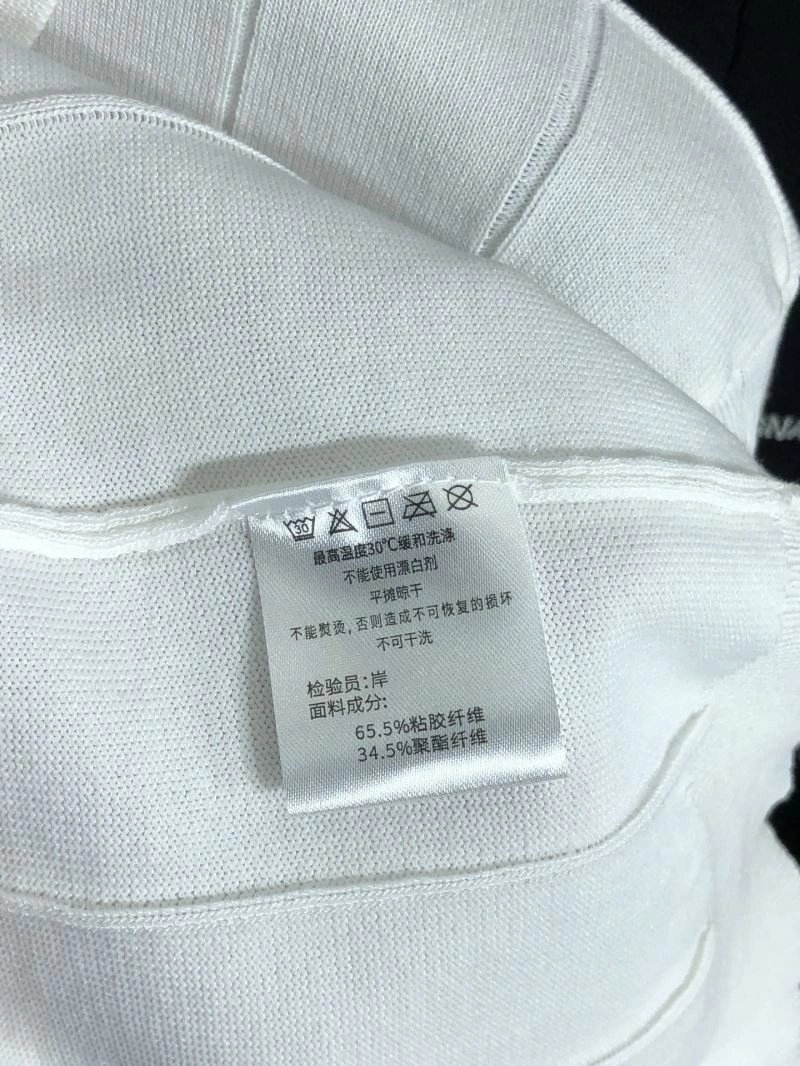 30
最高温度30℃缓和洗涤
不能使用漂白剂
平摊晾干
不能熨烫,否则造成不可恢复的损坏
不可干洗
检验员:岸
面料成分:
65.5%粘胶纤维
34.5%聚酯纤维